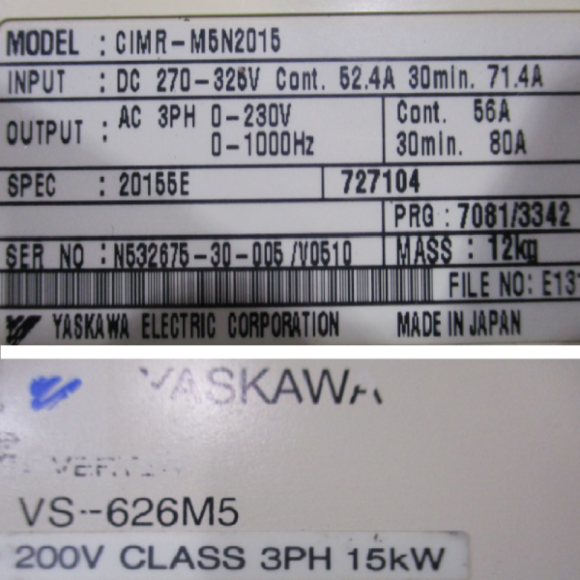 MODEL : CIMR-M5N2015
INPUT : DC 270-325V Cont. 52.4A 30min. 71.4A
OUTPUT : AC 3PH 0-230V Cont. 56A
0-1000Hz 30min. 80A
SPEC : 20155E 727104
PRG : 7081/3342
SER NO : N532675-30-005/V0510 MASS : 12kg
FILE NO: E13
YASKAWA ELECTRIC CORPORATION MADE IN JAPAN
YASKAWA
VS-626M5
200V CLASS 3PH 15kW